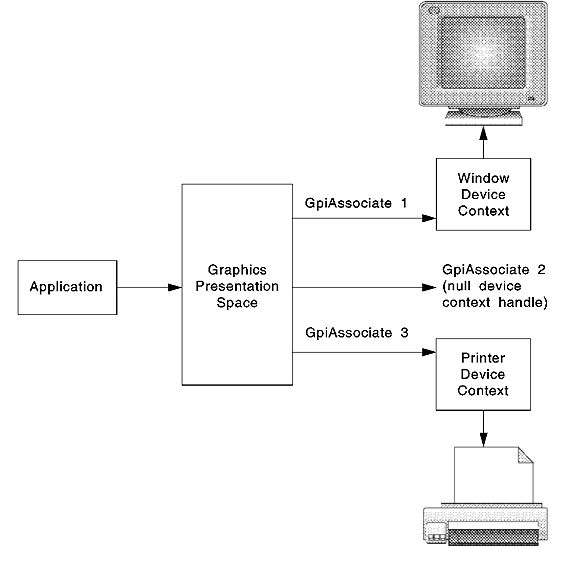 GpiAssociate 1
Window
Device
Context
Application
Graphics
Presentation
Space
GpiAssociate 2
(null device
context handle)
GpiAssociate 3
Printer
Device
Context